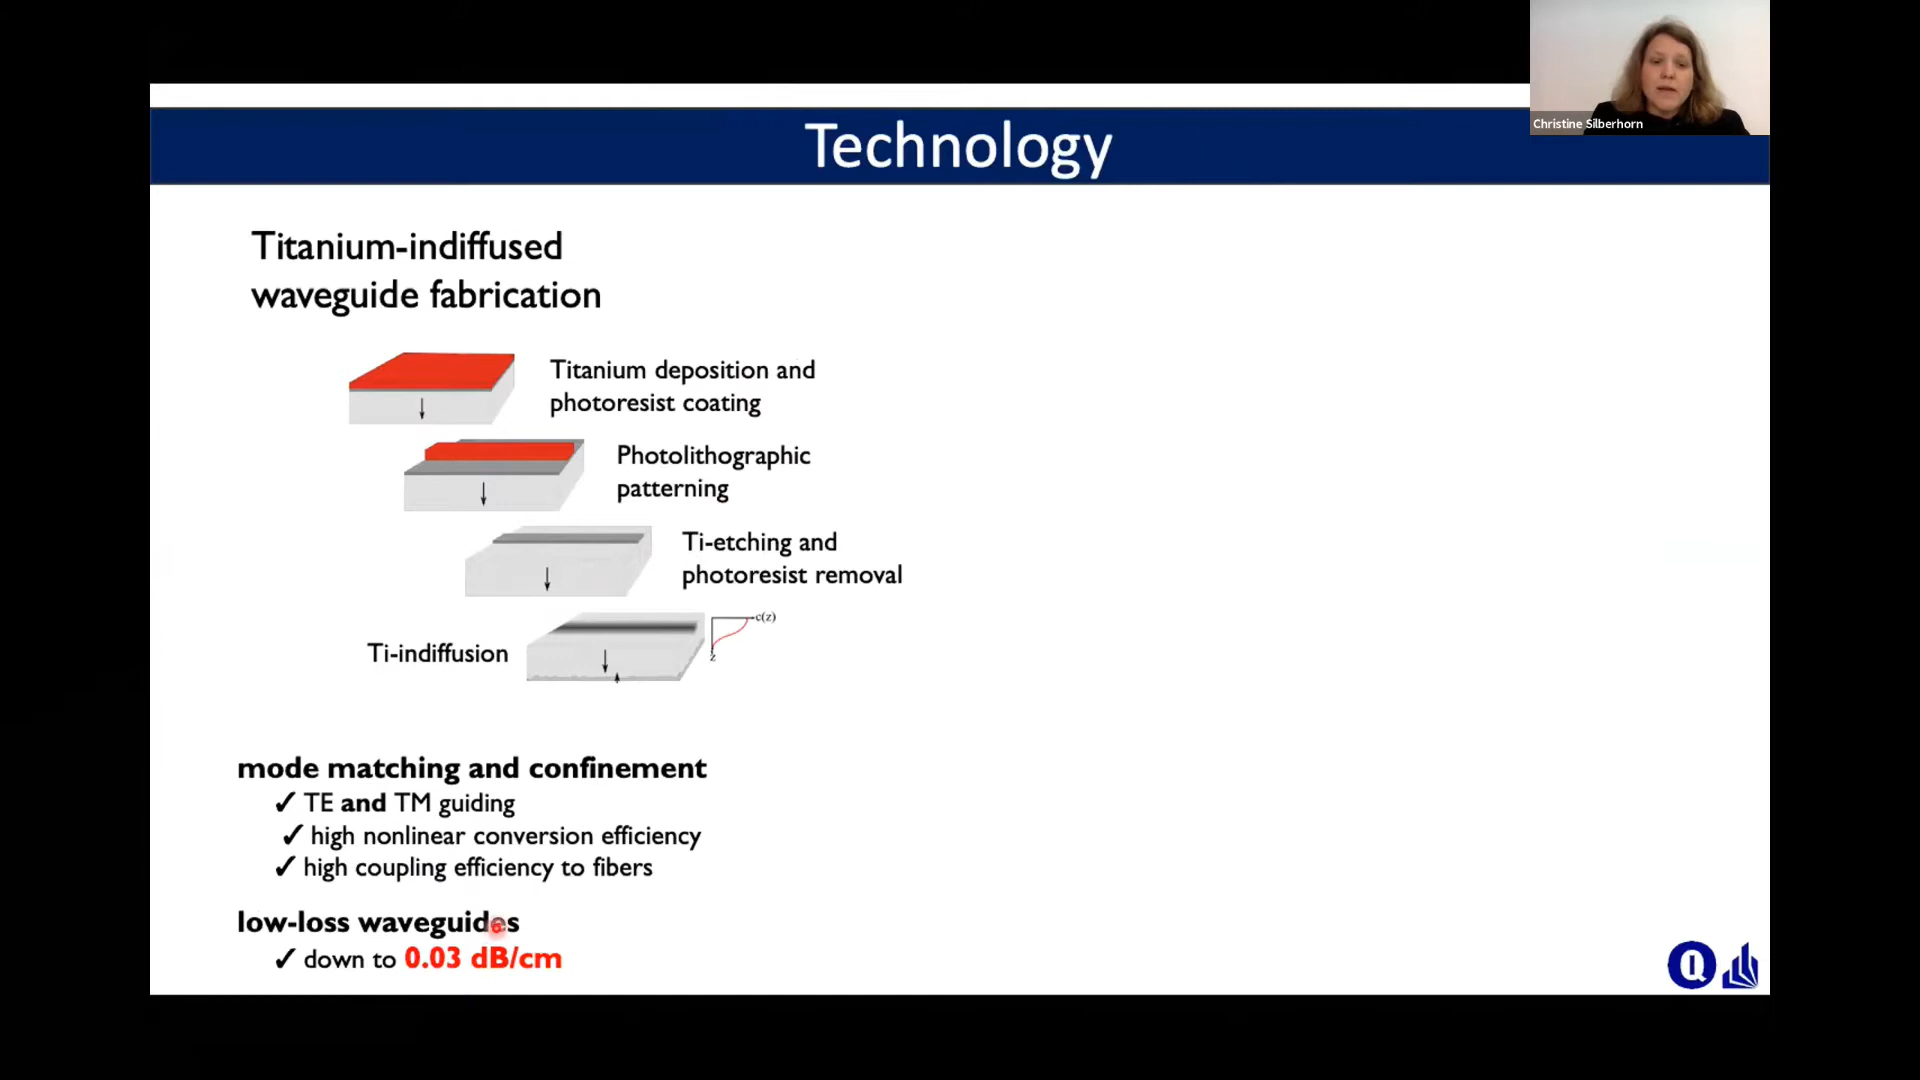 Christine Silberhorn
Technology
Titanium-indiffused
waveguide fabrication
Titanium deposition and
photoresist coating
Photolithographic
patterning
Ti-etching and
photoresist removal
c(z)
Ti-indiffusion
z
mode matching and confinement
✓ TE and TM guiding
✓ high nonlinear conversion efficiency
✓ high coupling efficiency to fibers
low-loss waveguides
✓ down to 0.03 dB/cm
Q